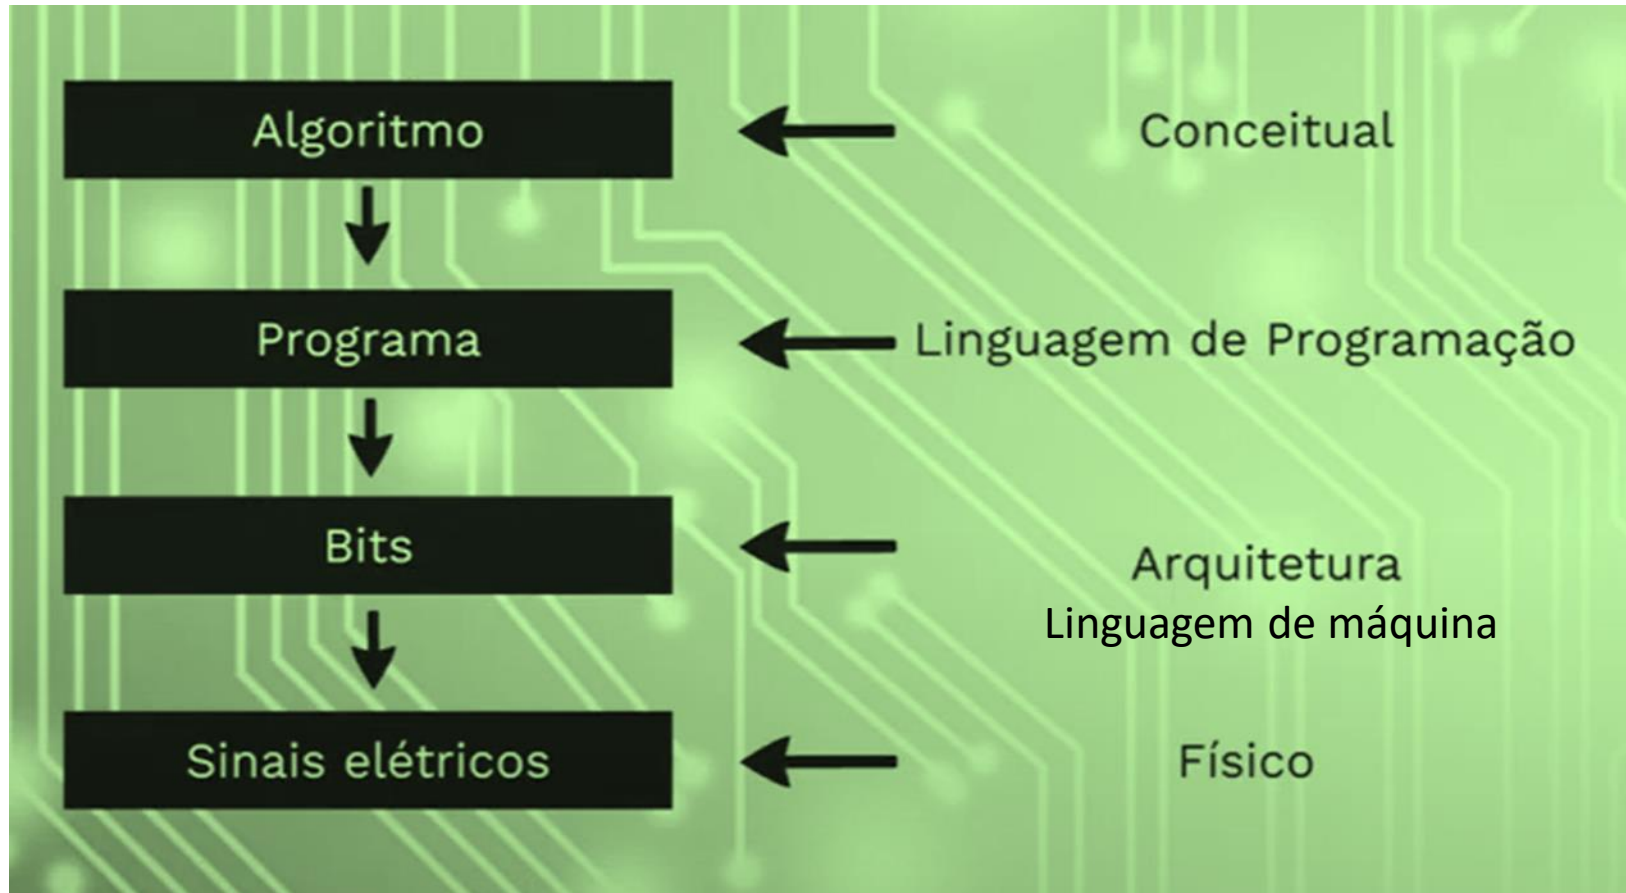 Algoritmo
Conceitual
Programa
Linguagem de Programação
Bits
Arquitetura
Linguagem de máquina
Sinais elétricos
Físico